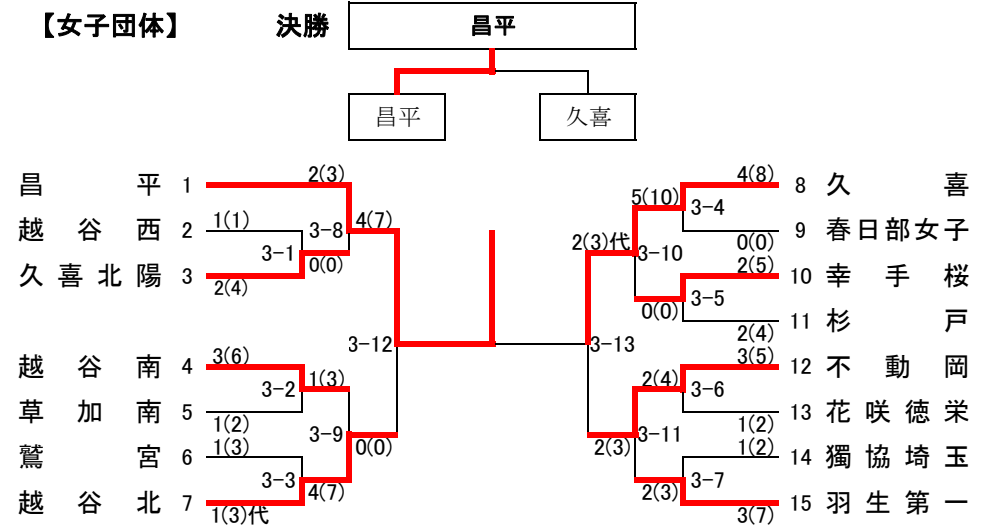 【女子団体】 決勝 昌平
昌平 久喜
昌平 1 2(3)
越谷西 2 1(1)
3-8 4(7)
3-1
0(0)
久喜北陽 3 2(4)
3-12
越谷南 4 3(6)
3-2 1(3)
草加南 5 1(2)
3-9 0(0)
鷲宮 6 1(3)
3-3 4(7)
越谷北 7 1(3)代
4(8) 8 久喜
5(10) 3-4
0(0) 9 春日部女子
2(3)代 3-10
2(5) 10 幸手桜
0(0) 3-5
2(4) 11 杉戸
3-13
3(5) 12 不動岡
2(4) 3-6
1(2) 13 花咲徳栄
2(3) 3-11
1(2) 14 獨協埼玉
2(3) 3-7
3(7) 15 羽生第一